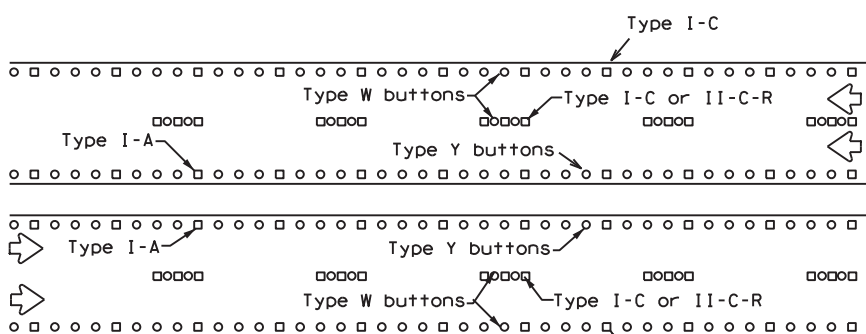 Type I-C
Type W buttons
Type I-C or II-C-R
Type I-A
Type Y buttons
Type I-A
Type Y buttons
Type W buttons
Type I-C or II-C-R